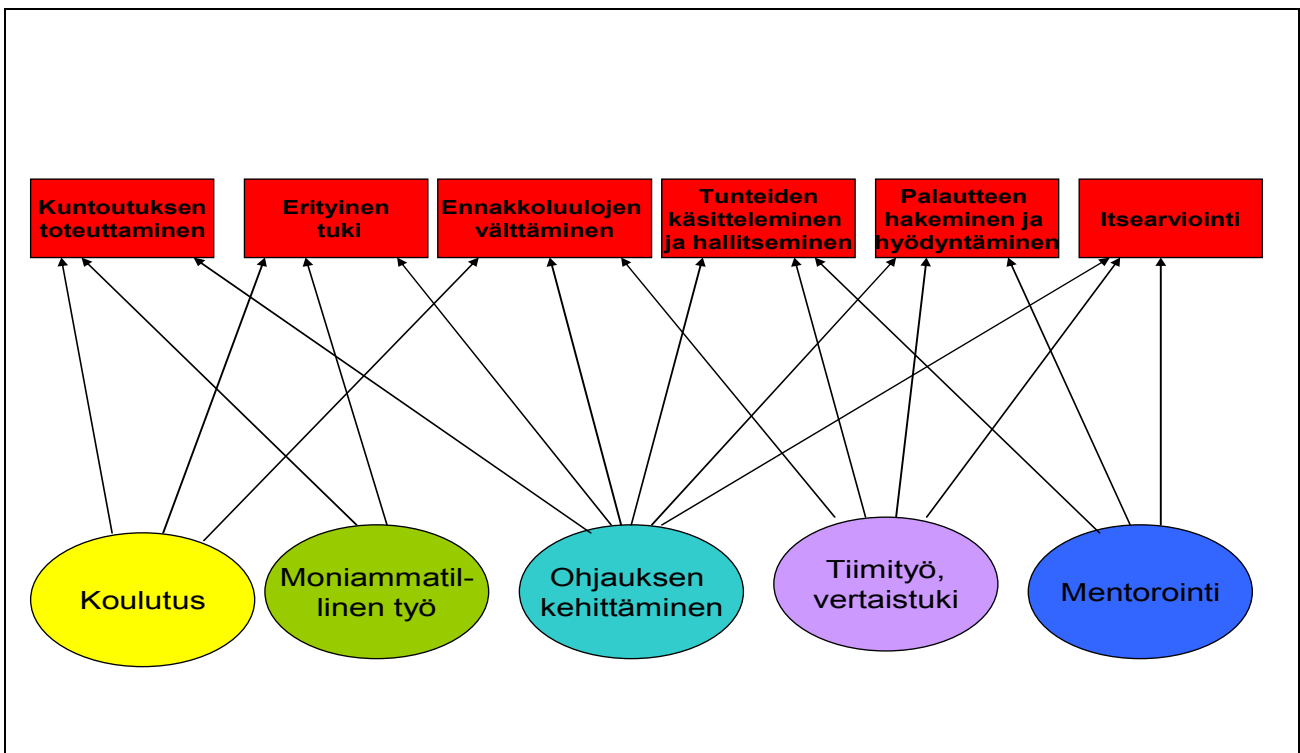 Kuntoutuksen
toteuttaminen
Erityinen
tuki
Ennakkoluulojen
välttäminen
Tunteiden
käsitteleminen
ja hallitseminen
Palautteen
hakeminen ja
hyödyntäminen
Itsearviointi
Koulutus
Moniammatil-
linen työ
Ohjauksen
kehittäminen
Tiimityö,
vertaistuki
Mentorointi